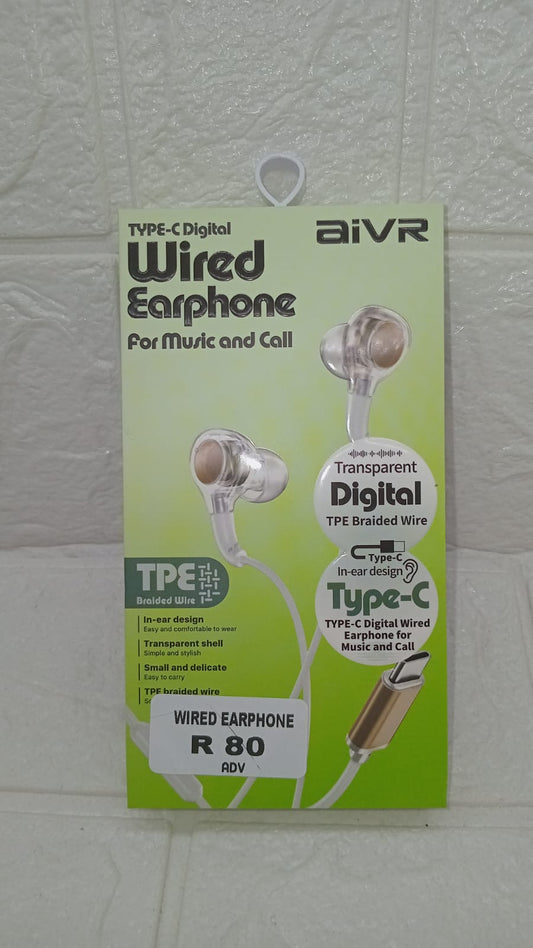 TYPE-C Digital
aiVR
Wired
Earphone
For Music and Call
Transparent
Digital
TPE Braided Wire
Type-C
In-ear design
Type-C
TYPE-C Digital Wired
Earphone for
Music and Call
TPE
Braided Wire
In-ear design
Easy and comfortable to wear
Transparent shell
Simple and stylish
Small and delicate
Easy to carry
TPE braided wire
WIRED EARPHONE
R 80
ADV